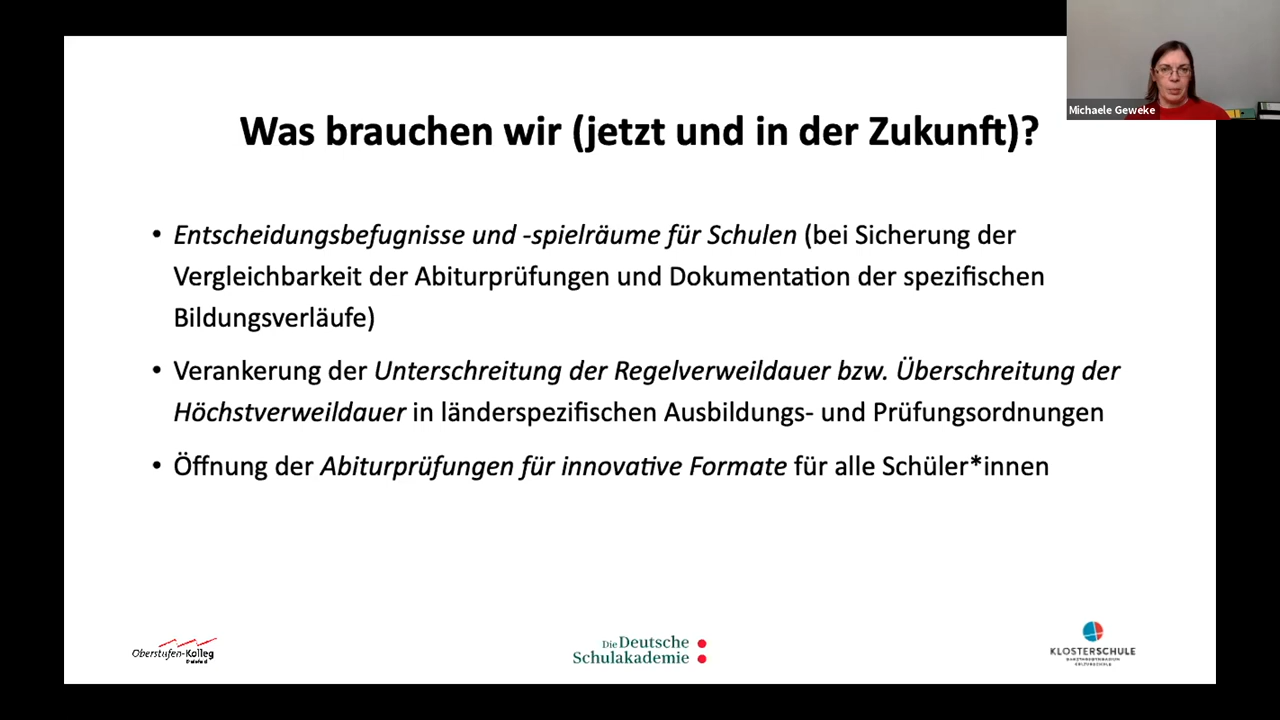 Michaele Geweke
Was brauchen wir (jetzt und in der Zukunft)?
• Entscheidungsbefugnisse und -spielräume für Schulen (bei Sicherung der
Vergleichbarkeit der Abiturprüfungen und Dokumentation der spezifischen
Bildungsverläufe)
• Verankerung der Unterschreitung der Regelverweildauer bzw. Überschreitung der
Höchstverweildauer in länderspezifischen Ausbildungs- und Prüfungsordnungen
• Öffnung der Abiturprüfungen für innovative Formate für alle Schüler*innen
Oberstufen-Kolleg
Die Deutsche
Schulakademie
KLOSTERSCHULE